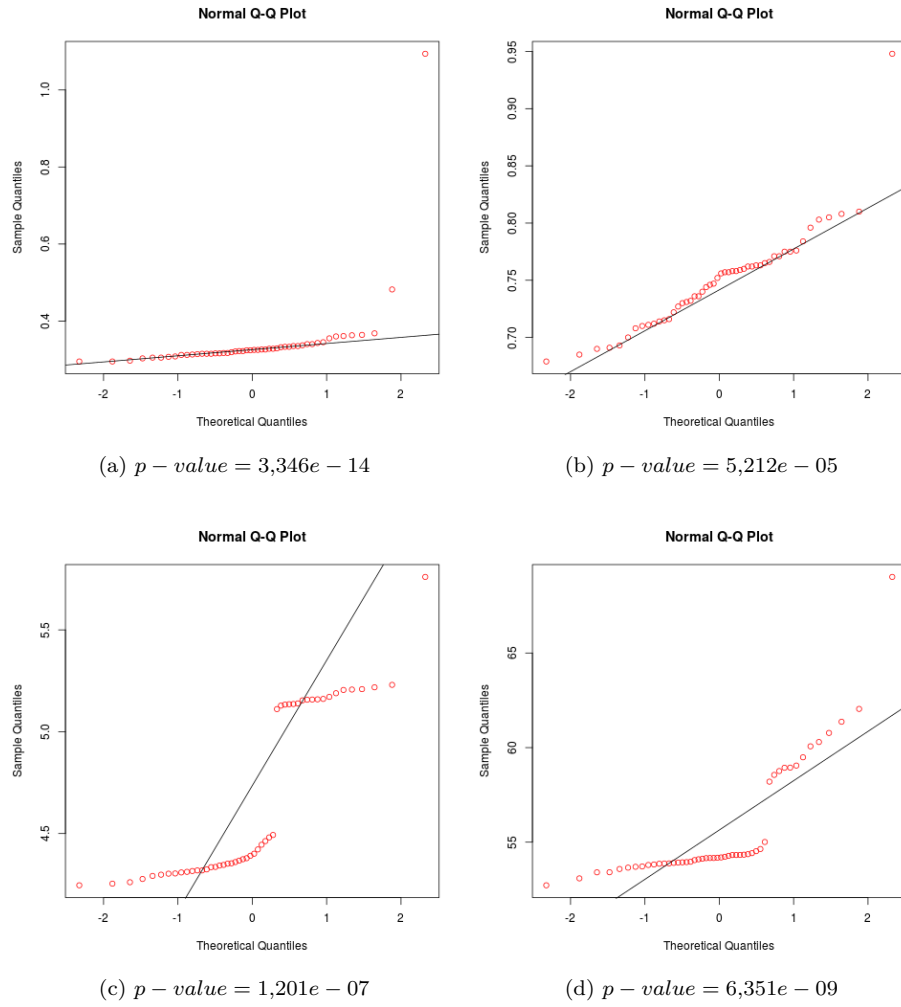 Normal Q-Q Plot
Sample Quantiles
1.0
0.8
0.6
0.4
-2 -1 0 1 2
Theoretical Quantiles
(a) p − value = 3,346e − 14
Normal Q-Q Plot
Sample Quantiles
0.95
0.90
0.85
0.80
0.75
0.70
-2 -1 0 1 2
Theoretical Quantiles
(b) p − value = 5,212e − 05
Normal Q-Q Plot
Sample Quantiles
5.5
5.0
4.5
-2 -1 0 1 2
Theoretical Quantiles
(c) p − value = 1,201e − 07
Normal Q-Q Plot
Sample Quantiles
65
60
55
-2 -1 0 1 2
Theoretical Quantiles
(d) p − value = 6,351e − 09